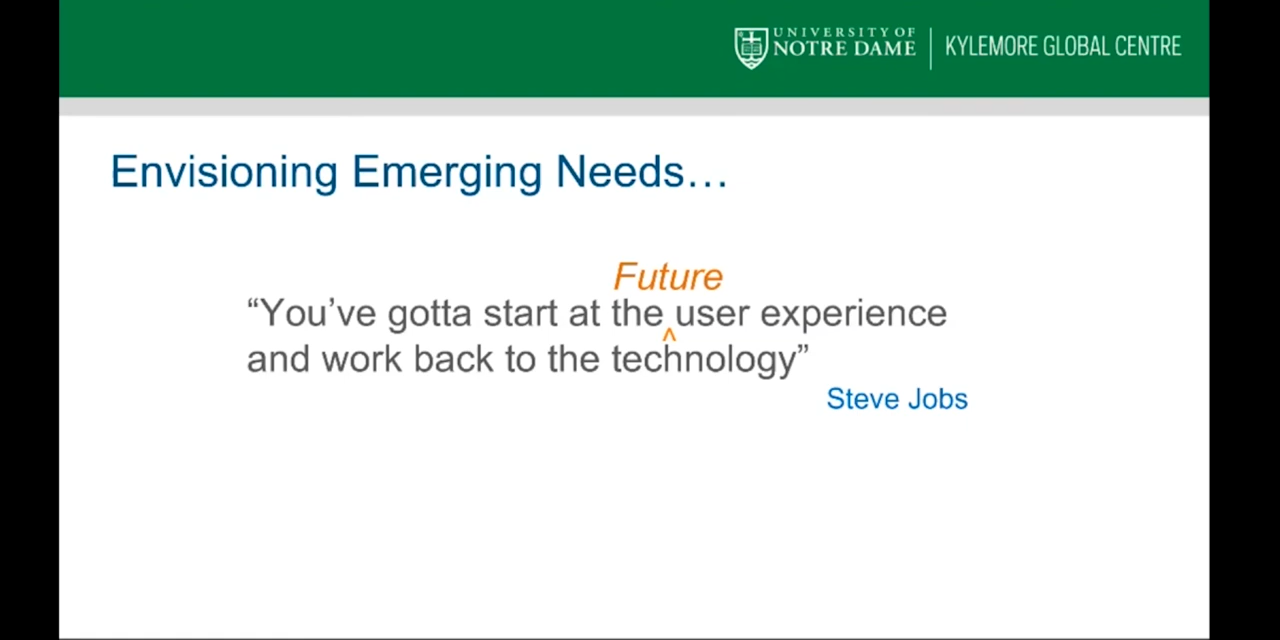 UNIVERSITY OF
NOTRE DAME
KYLEMORE GLOBAL CENTRE
Envisioning Emerging Needs…
Future
“You’ve gotta start at the user experience
^
and work back to the technology”
Steve Jobs